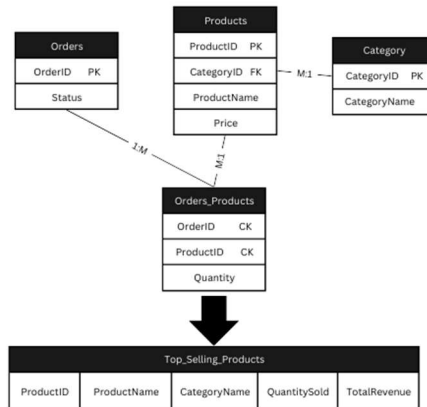 Products
ProductID PK
CategoryID FK
ProductName
Price
Orders
OrderID PK
Status
Category
CategoryID PK
CategoryName
M:1
1:M
M:1
Orders_Products
OrderID CK
ProductID CK
Quantity
Top_Selling_Products
ProductID ProductName CategoryName QuantitySold TotalRevenue